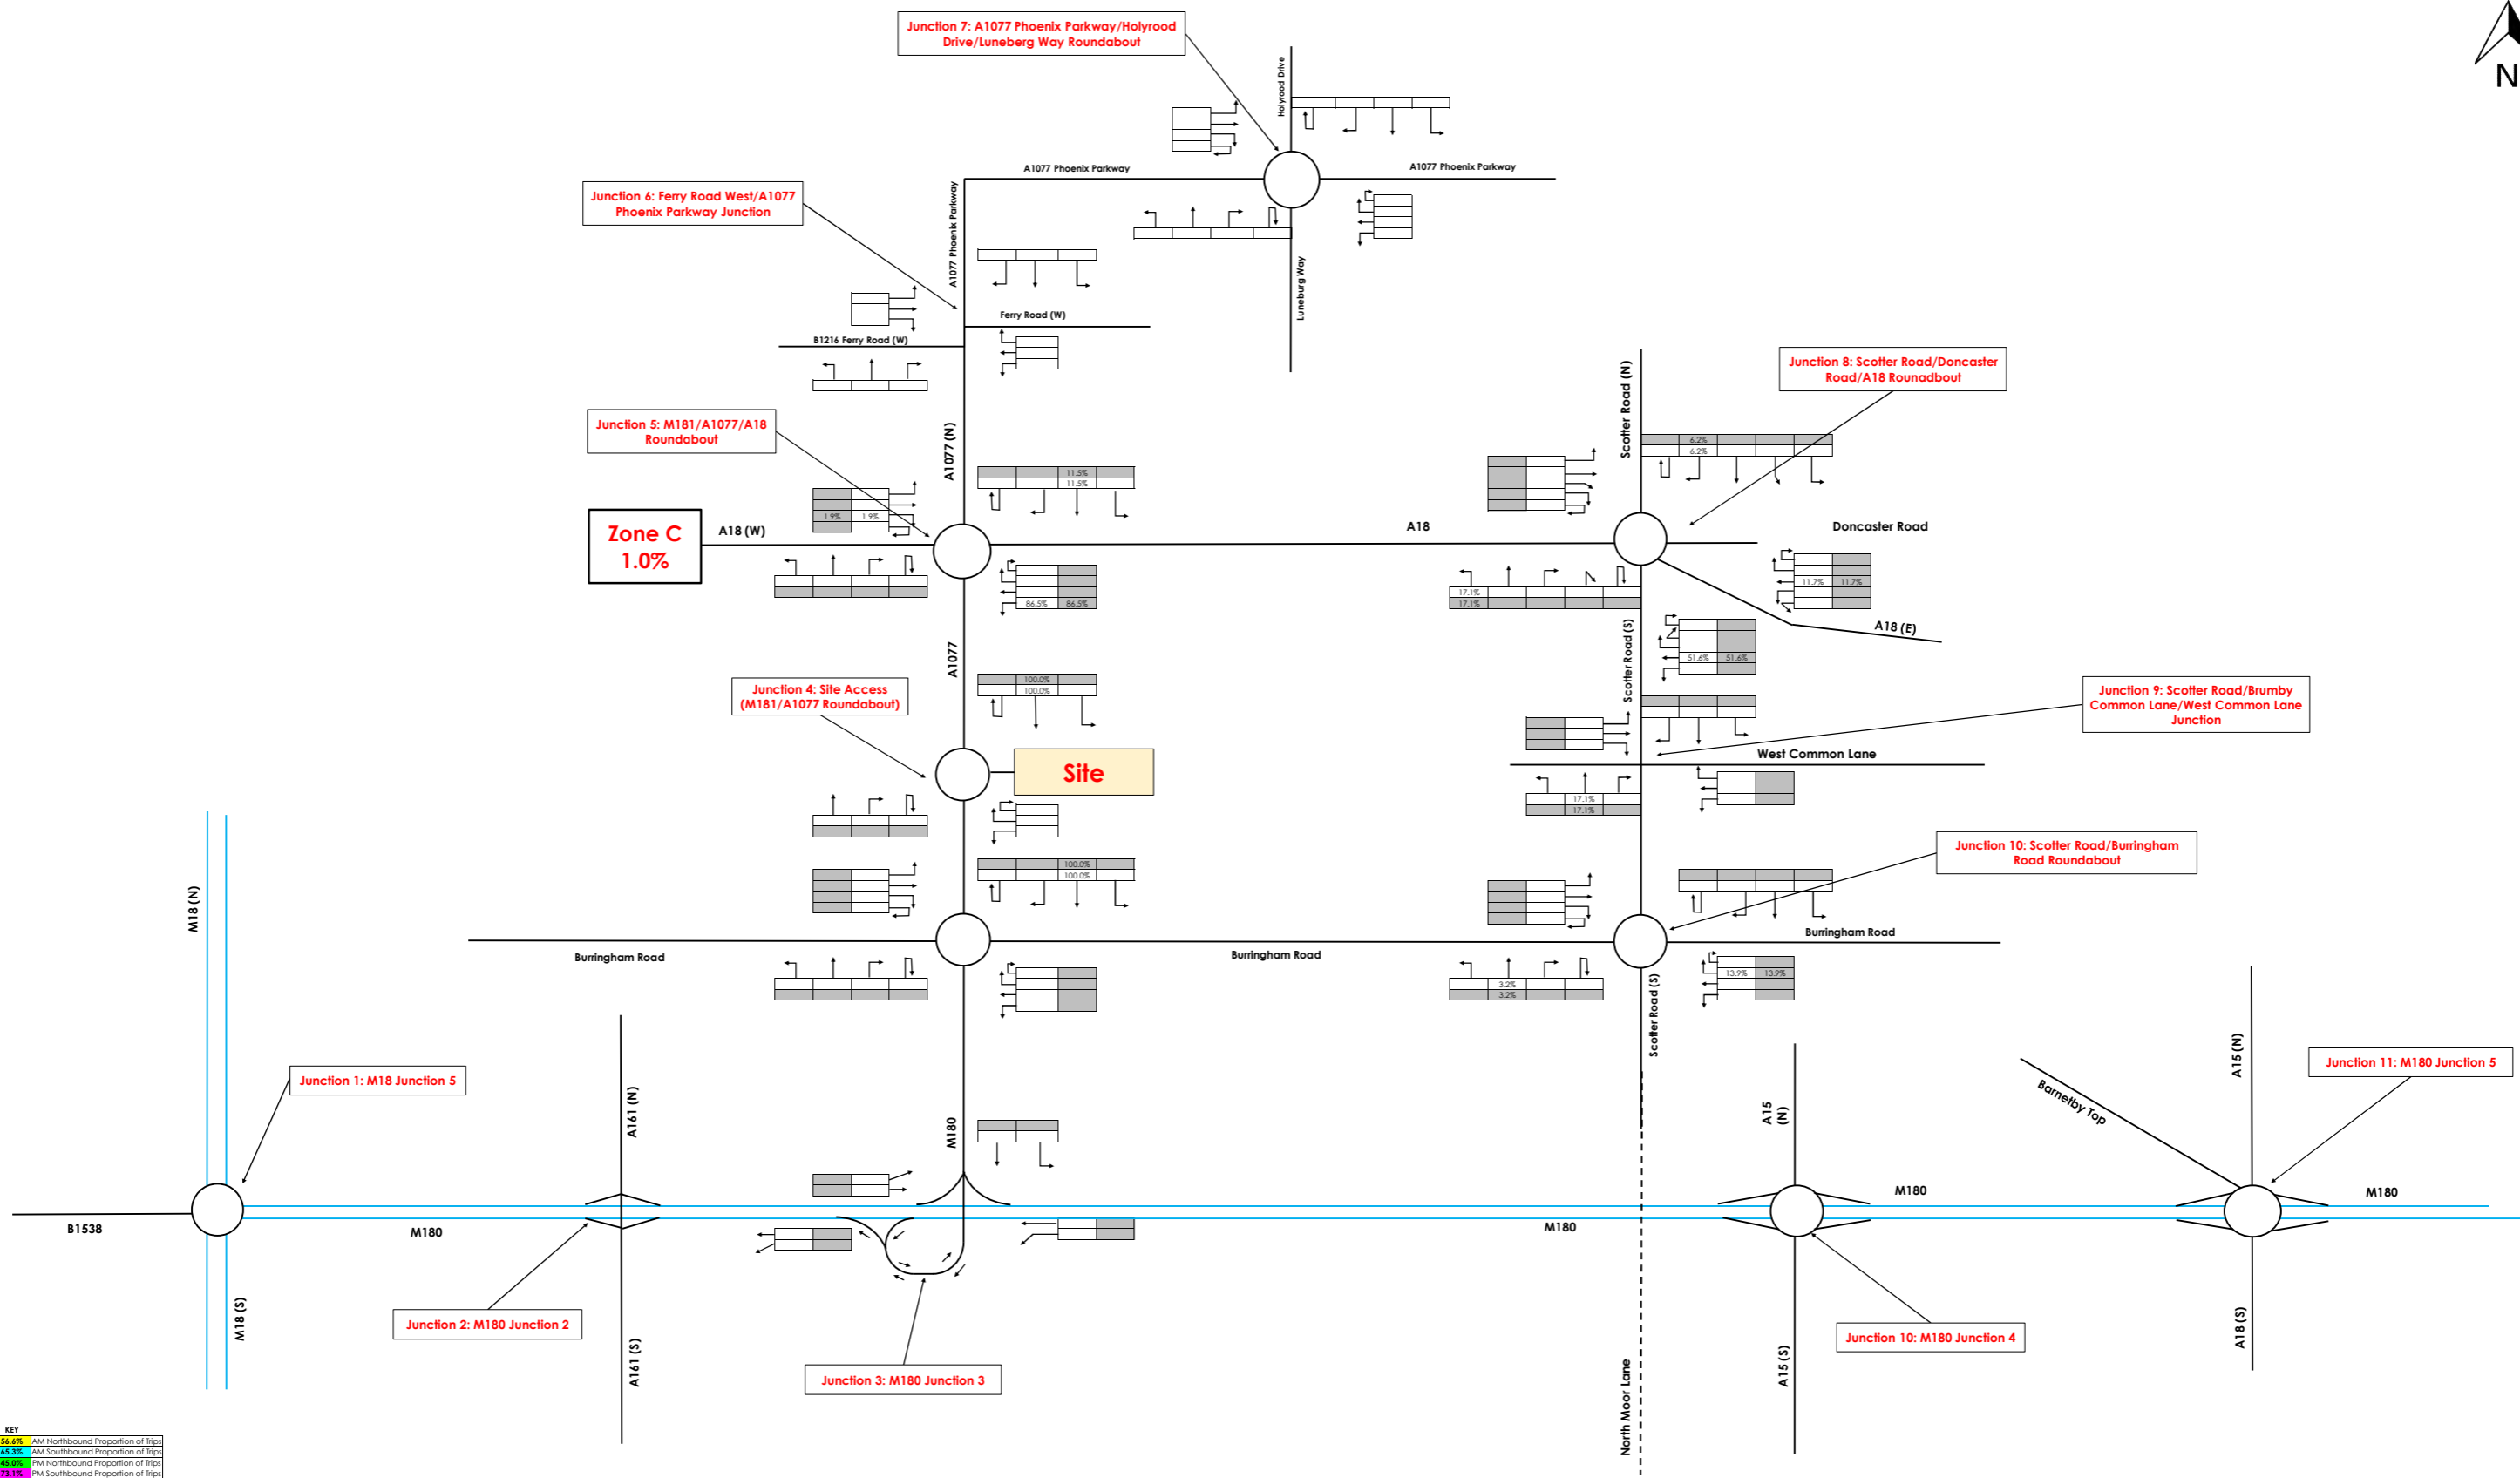 Junction 7: A1077 Phoenix Parkway/Holyrood
Drive/Luneberg Way Roundabout
N
Holyrood Drive
A1077 Phoenix Parkway
A1077 Phoenix Parkway
Junction 6: Ferry Road West/A1077
Phoenix Parkway Junction
A1077 Phoenix Parkway
Luneburg Way
Ferry Road (W)
B1216 Ferry Road (W)
Junction 8: Scotter Road/Doncaster
Road/A18 Rounadbout
Scotter Road (N)
Junction 5: M181/A1077/A18
Roundabout
A1077 (N)
6.2%
6.2%
11.5%
11.5%
1.9% 1.9%
Zone C
1.0%
A18 (W)
A18
Doncaster Road
86.5% 86.5%
17.1%
17.1%
11.7% 11.7%
A18 (E)
Scotter Road (S)
51.6% 51.6%
A1077
Junction 4: Site Access
(M181/A1077 Roundabout)
100.0%
100.0%
Junction 9: Scotter Road/Brumby
Common Lane/West Common Lane
Junction
West Common Lane
Site
17.1%
17.1%
Junction 10: Scotter Road/Burringham
Road Roundabout
100.0%
100.0%
M18 (N)
Burringham Road
Burringham Road
Burringham Road
3.2%
3.2%
13.9% 13.9%
Scotter Road (S)
Junction 1: M18 Junction 5
A161 (N)
M180
A15
(N)
Barnetby Top
A15 (N)
Junction 11: M180 Junction 5
B1538
M180
M180
M180
M180
M18 (S)
Junction 2: M180 Junction 2
A161 (S)
Junction 3: M180 Junction 3
North Moor Lane
A15 (S)
Junction 10: M180 Junction 4
A18 (S)
KEY
56.6% AM Northbound Proportion of Trips
65.3% AM Southbound Proportion of Trips
45.0% PM Northbound Proportion of Trips
73.1% PM Southbound Proportion of Trips